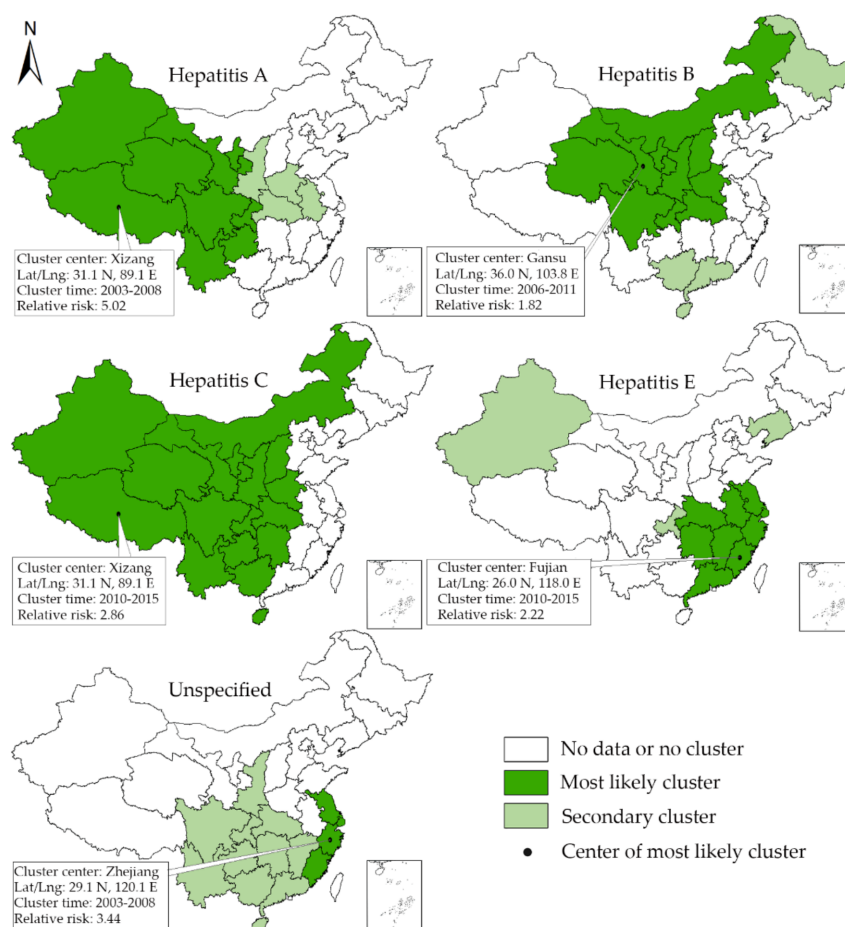 N
Hepatitis A
Cluster center: Xizang
Lat/Lng: 31.1 N, 89.1 E
Cluster time: 2003-2008
Relative risk: 5.02
Hepatitis B
Cluster center: Gansu
Lat/Lng: 36.0 N, 103.8 E
Cluster time: 2006-2011
Relative risk: 1.82
Hepatitis C
Cluster center: Xizang
Lat/Lng: 31.1 N, 89.1 E
Cluster time: 2010-2015
Relative risk: 2.86
Hepatitis E
Cluster center: Fujian
Lat/Lng: 26.0 N, 118.0 E
Cluster time: 2010-2015
Relative risk: 2.22
Unspecified
Cluster center: Zhejiang
Lat/Lng: 29.1 N, 120.1 E
Cluster time: 2003-2008
Relative risk: 3.44
No data or no cluster
Most likely cluster
Secondary cluster
Center of most likely cluster